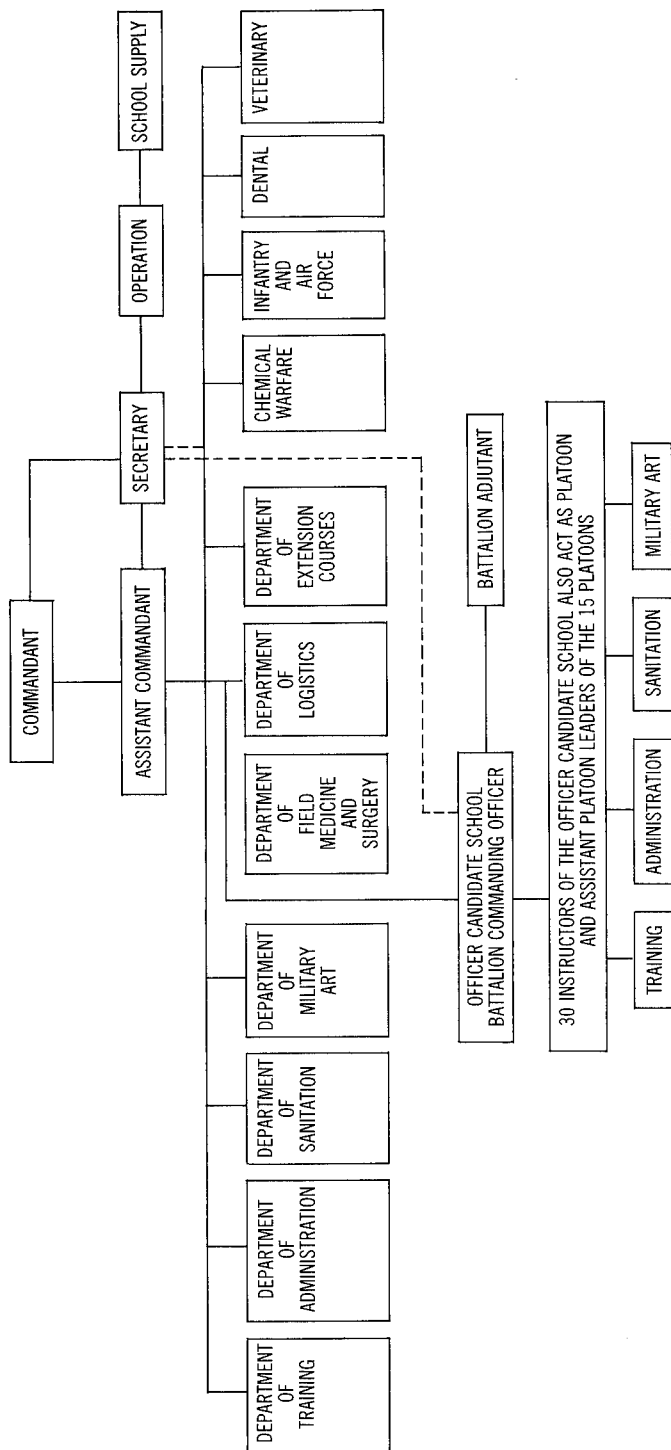 COMMANDANT
ASSISTANT COMMANDANT
SECRETARY
OPERATION
SCHOOL SUPPLY
DEPARTMENT
OF
TRAINING
DEPARTMENT
OF
ADMINISTRATION
DEPARTMENT
OF
SANITATION
DEPARTMENT
OF
MILITARY
ART
DEPARTMENT
OF
FIELD
MEDICINE
AND
SURGERY
DEPARTMENT
OF
LOGISTICS
DEPARTMENT
OF
EXTENSION
COURSES
CHEMICAL
WARFARE
INFANTRY
AND
AIR
FORCE
DENTAL
VETERINARY
OFFICER CANDIDATE SCHOOL
BATTALION COMMANDING OFFICER
BATTALION ADJUTANT
30 INSTRUCTORS OF THE OFFICER CANDIDATE SCHOOL ALSO ACT AS PLATOON
AND ASSISTANT PLATOON LEADERS OF THE 15 PLATOONS
TRAINING
ADMINISTRATION
SANITATION
MILITARY ART